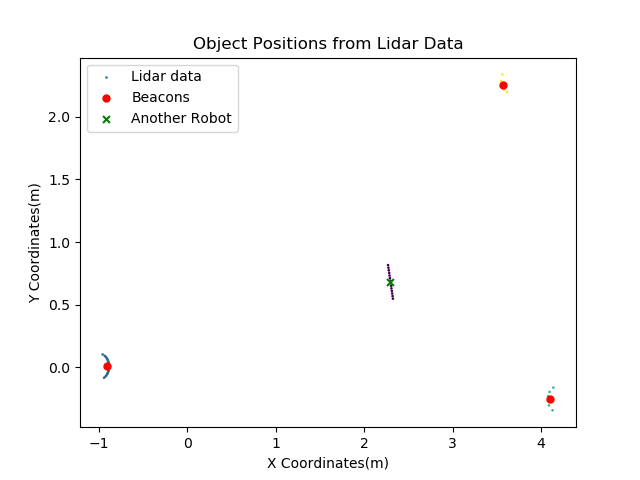 Object Positions from Lidar Data
Lidar data
Beacons
Another Robot
2.0
1.5
1.0
0.5
0.0
Y Coordinates(m)
−1 0 1 2 3 4
X Coordinates(m)